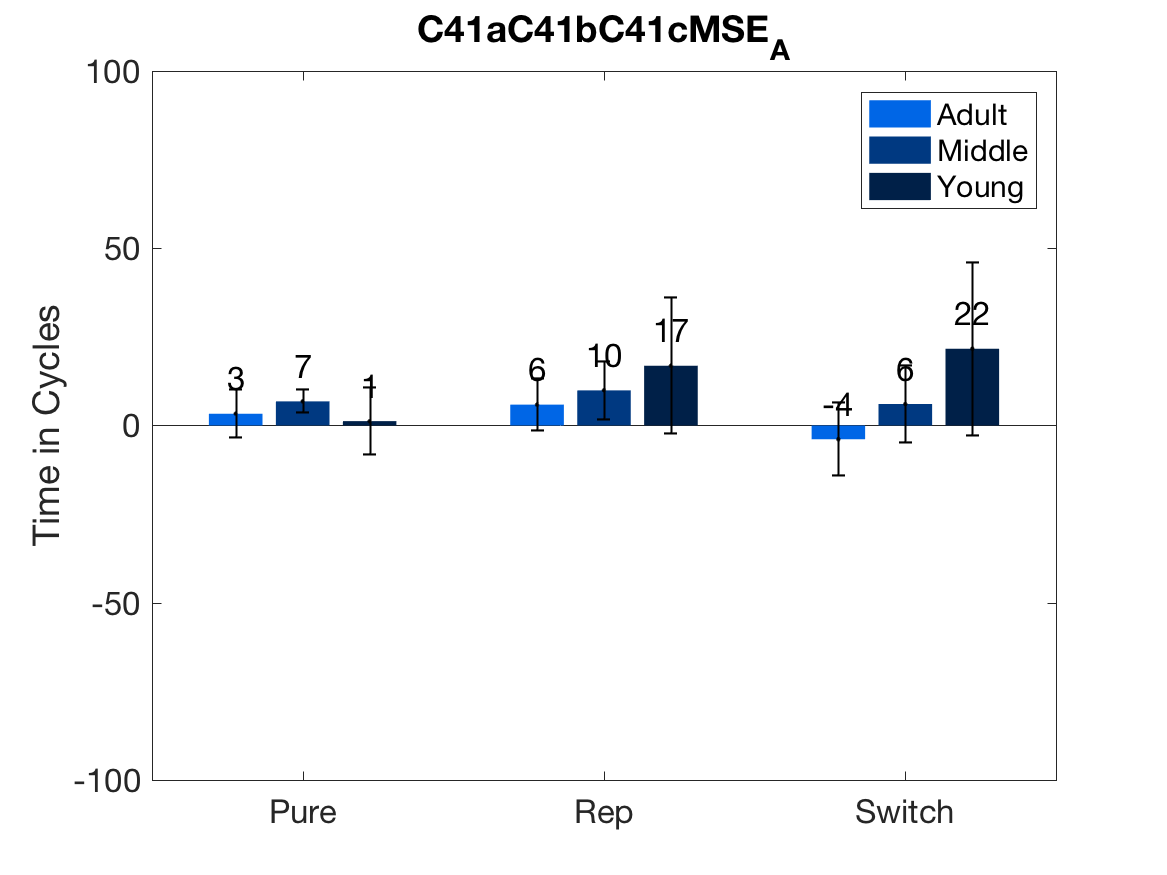 C41aC41bC41cMSE_A
100
50
0
-50
-100
Time in Cycles
Adult
Middle
Young
3
7
1
6
10
17
-4
6
22
Pure
Rep
Switch